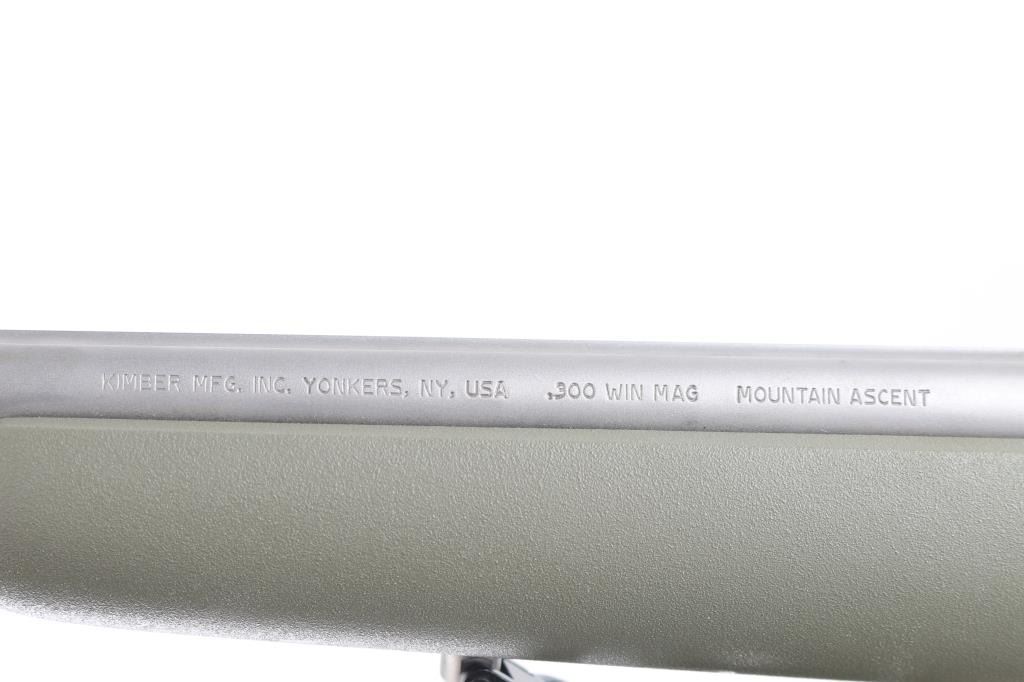 KIMBER MFG, INC. YONKERS, NY, USA .300 WIN MAG MOUNTAIN ASCENT